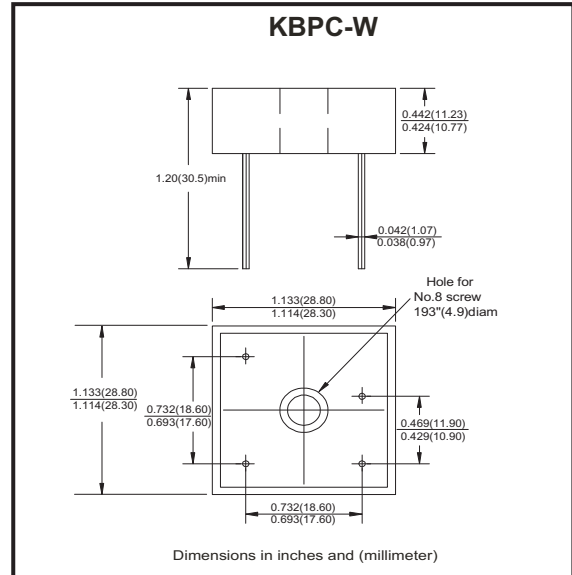 KBPC-W
0.442(11.23)
0.424(10.77)
1.20(30.5)min
0.042(1.07)
0.038(0.97)
Hole for
No.8 screw
193"(4.9)diam
1.133(28.80)
1.114(28.30)
1.133(28.80)
1.114(28.30)
0.732(18.60)
0.693(17.60)
0.469(11.90)
0.429(10.90)
0.732(18.60)
0.693(17.60)
Dimensions in inches and (millimeter)